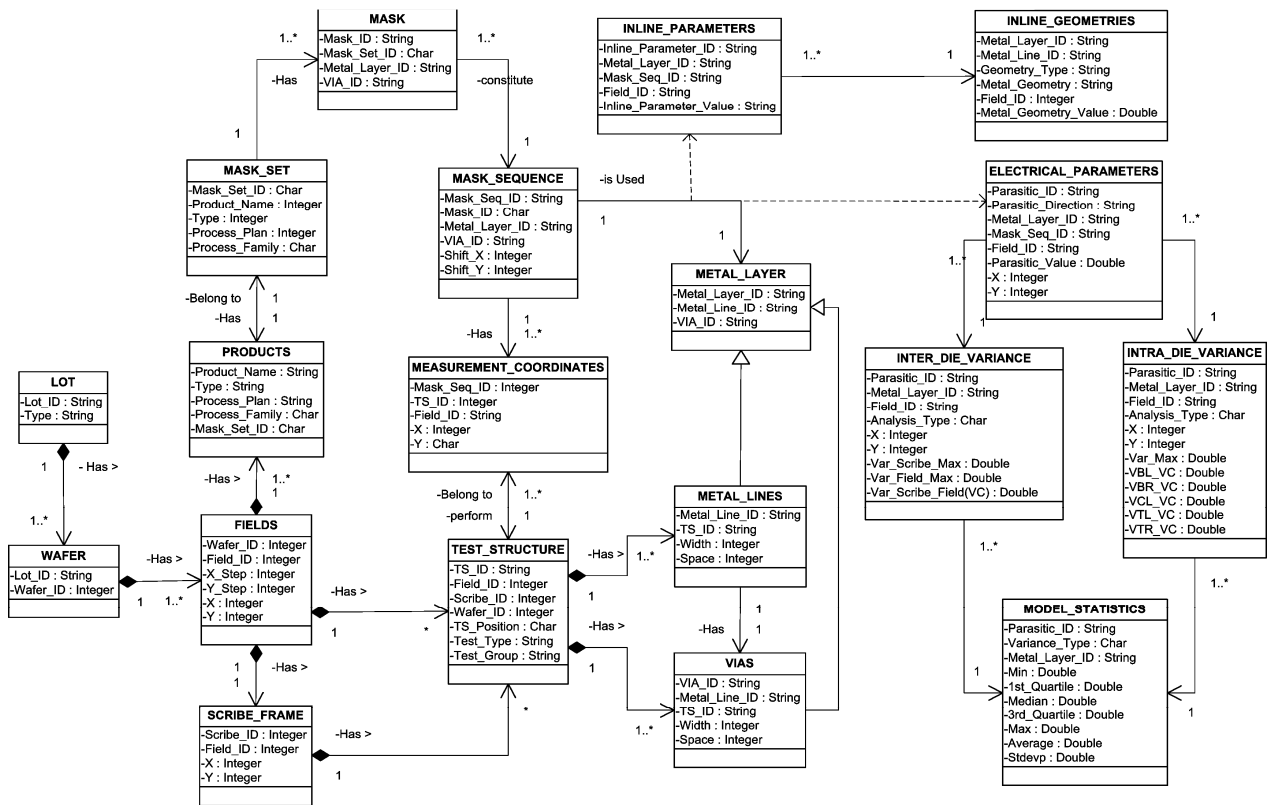 MASK
-Mask_ID : String
-Mask_Set_ID : Char
-Metal_Layer_ID : String
-VIA_ID : String
1..*
-Has
1
1..*
-constitute
1
INLINE_PARAMETERS
-Inline_Parameter_ID : String
-Metal_Layer_ID : String
-Mask_Seq_ID : String
-Field_ID : String
-Inline_Parameter_Value : String
1..*
1
INLINE_GEOMETRIES
-Metal_Layer_ID : String
-Metal_Line_ID : String
-Geometry_Type : String
-Metal_Geometry : String
-Field_ID : Integer
-Metal_Geometry_Value : Double
MASK_SET
-Mask_Set_ID : Char
-Product_Name : Integer
-Type : Integer
-Process_Plan : Integer
-Process_Family : Char
-Belong to
1
-Has
1
MASK_SEQUENCE
-Mask_Seq_ID : String
-Mask_ID : Char
-Metal_Layer_ID : String
-VIA_ID : String
-Shift_X : Integer
-Shift_Y : Integer
-is Used
1
1
1
-Has
1..*
ELECTRICAL_PARAMETERS
-Parasitic_ID : String
-Parasitic_Direction : String
-Metal_Layer_ID : String
-Mask_Seq_ID : String
-Field_ID : String
-Parasitic_Value : Double
-X : Integer
-Y : Integer
1..*
1..*
1
1
METAL_LAYER
-Metal_Layer_ID : String
-Metal_Line_ID : String
-VIA_ID : String
PRODUCTS
-Product_Name : String
-Type : String
-Process_Plan : String
-Process_Family : Char
-Mask_Set_ID : Char
-Has >
1..*
1
MEASUREMENT_COORDINATES
-Mask_Seq_ID : Integer
-TS_ID : Integer
-Field_ID : String
-X : Integer
-Y : Char
-Belong to
1..*
-perform
1
INTER_DIE_VARIANCE
-Parasitic_ID : String
-Metal_Layer_ID : String
-Field_ID : String
-Analysis_Type : Char
-X : Integer
-Y : Integer
-Var_Scribe_Max : Double
-Var_Field_Max : Double
-Var_Scribe_Field(VC) : Double
1..*
1
INTRA_DIE_VARIANCE
-Parasitic_ID : String
-Metal_Layer_ID : String
-Field_ID : String
-Analysis_Type : Char
-X : Integer
-Y : Integer
-Var_Max : Double
-VBL_VC : Double
-VBR_VC : Double
-VCL_VC : Double
-VTL_VC : Double
-VTR_VC : Double
1..*
1
LOT
-Lot_ID : String
-Type : String
1
- Has >
1..*
WAFER
-Lot_ID : String
-Wafer_ID : Integer
-Has >
1
1..*
FIELDS
-Wafer_ID : Integer
-Field_ID : Integer
-X_Step : Integer
-Y_Step : Integer
-X : Integer
-Y : Integer
-Has >
1
*
1
-Has >
1
TEST_STRUCTURE
-TS_ID : String
-Field_ID : Integer
-Scribe_ID : Integer
-Wafer_ID : Integer
-TS_Position : Char
-Test_Type : String
-Test_Group : String
-Has >
1..*
1
-Has >
1
1..*
METAL_LINES
-Metal_Line_ID : String
-TS_ID : String
-Width : Integer
-Space : Integer
1
-Has
1
VIAS
-VIA_ID : String
-Metal_Line_ID : String
-TS_ID : String
-Width : Integer
-Space : Integer
SCRIBE_FRAME
-Scribe_ID : Integer
-Field_ID : Integer
-X : Integer
-Y : Integer
-Has >
1
*
MODEL_STATISTICS
-Parasitic_ID : String
-Variance_Type : Char
-Metal_Layer_ID : String
-Min : Double
-1st_Quartile : Double
-Median : Double
-3rd_Quartile : Double
-Max : Double
-Average : Double
-Stdevp : Double